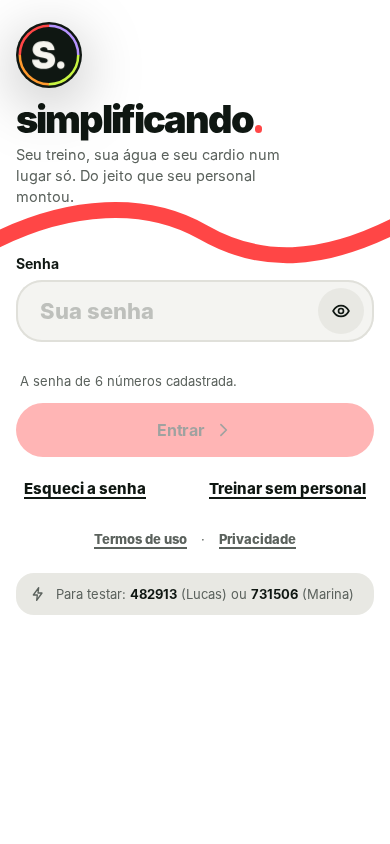 S.
simplificando.
Seu treino, sua água e seu cardio num
lugar só. Do jeito que seu personal
montou.
Senha
Sua senha
A senha de 6 números cadastrada.
Entrar
Esqueci a senha
Treinar sem personal
Termos de uso · Privacidade
Para testar: 482913 (Lucas) ou 731506 (Marina)